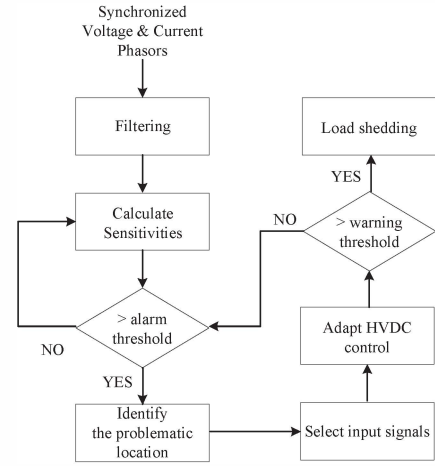 Synchronized
Voltage & Current
Phasors
Filtering
Calculate
Sensitivities
> alarm
threshold
NO
YES
Identify
the problematic
location
Select input signals
Adapt HVDC
control
> warning
threshold
NO
YES
Load shedding